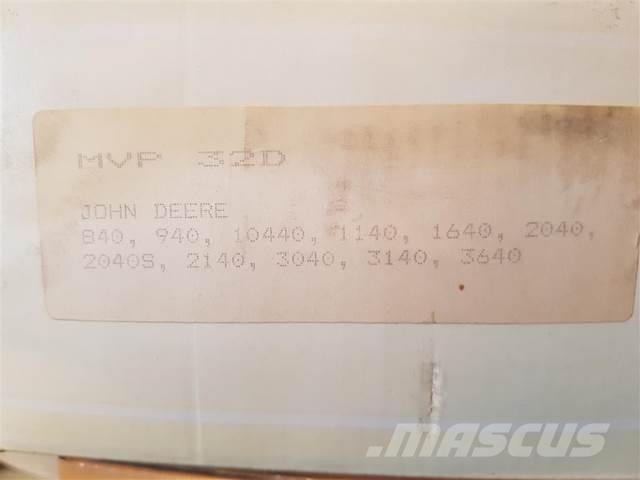 MVP 32D
JOHN DEERE
840, 940, 10440, 1140, 1640, 2040,
2040S, 2140, 3040, 3140, 3640
MASCUS